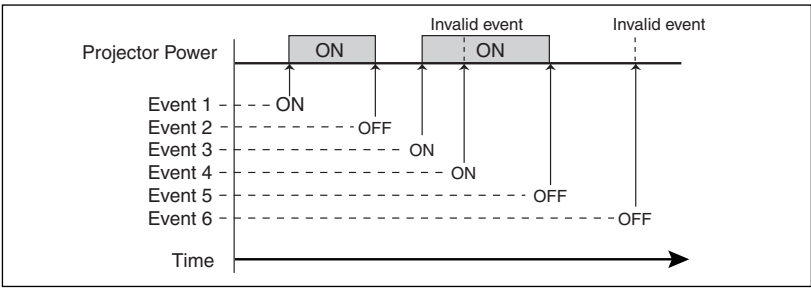 Invalid event Invalid event
Projector Power ON ON
Event 1 ON
Event 2 OFF
Event 3 ON
Event 4 ON
Event 5 OFF
Event 6 OFF
Time